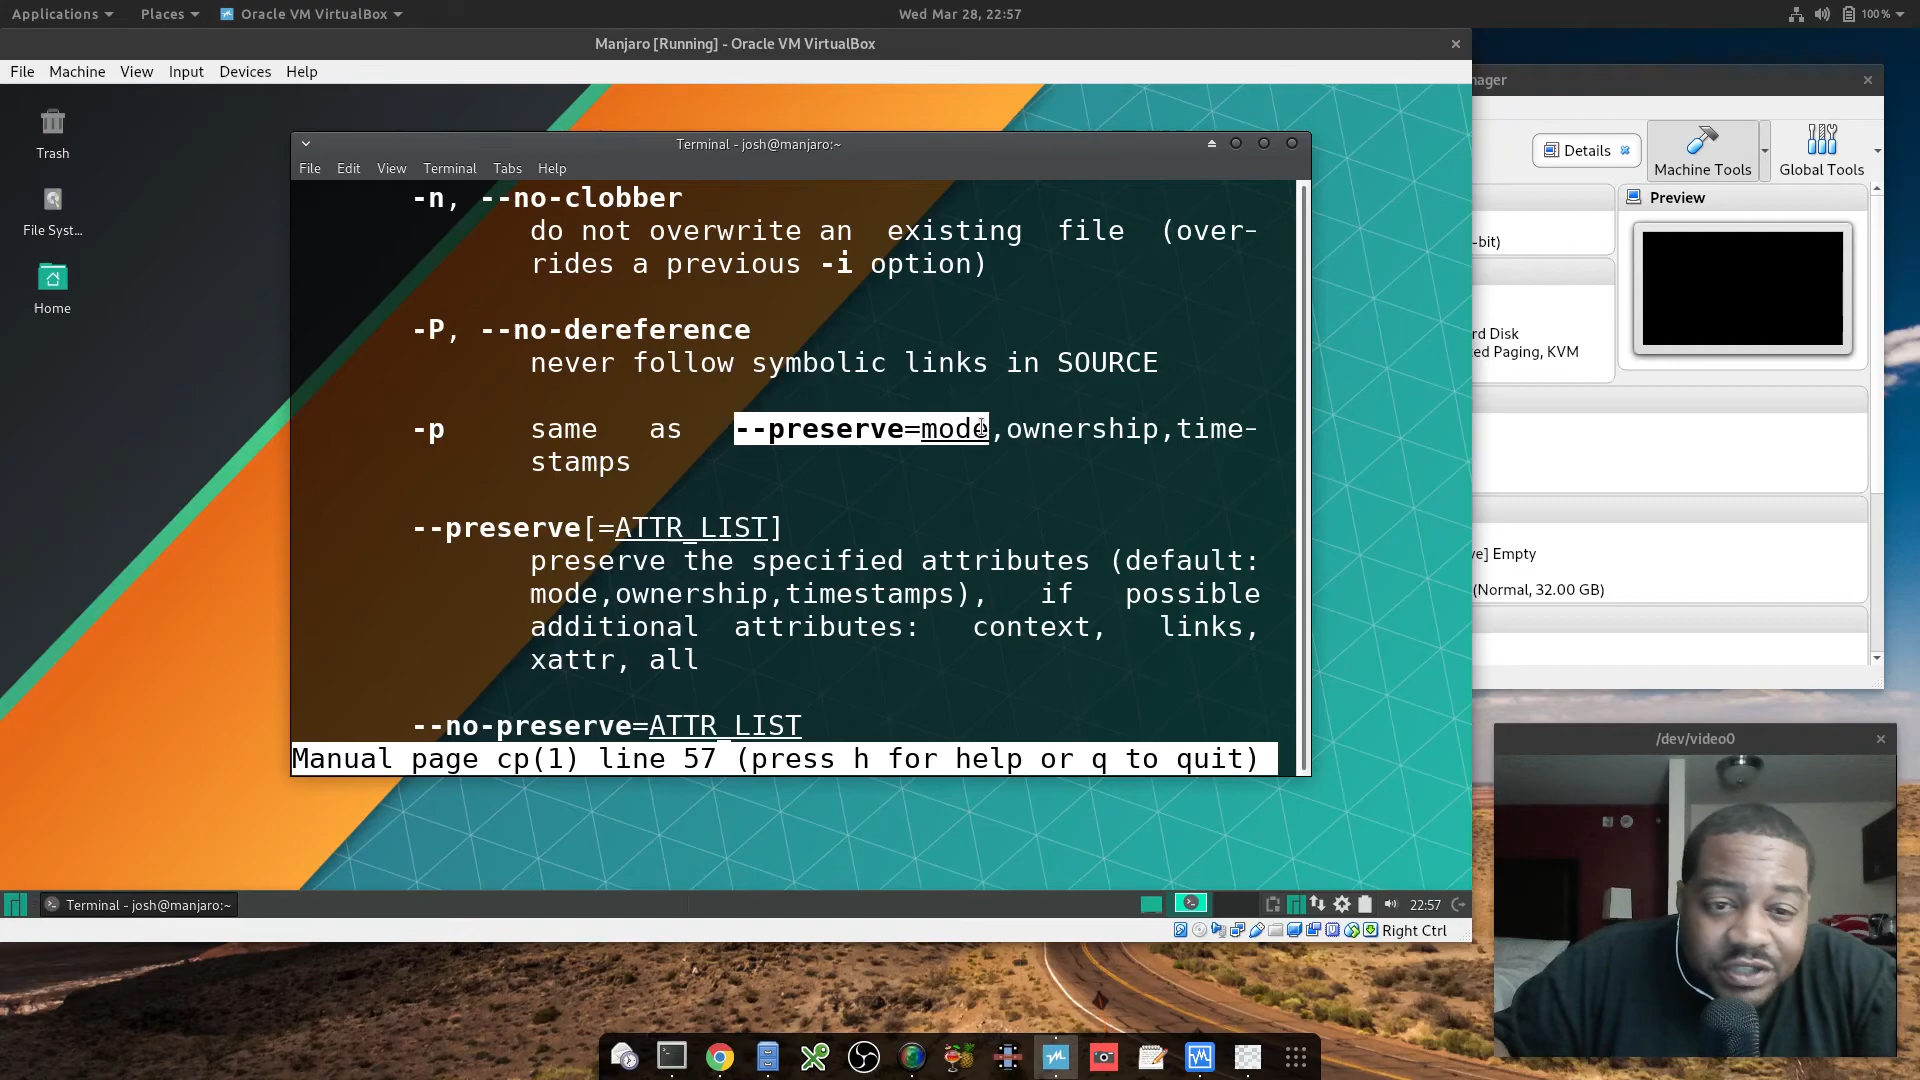 Applications
Places
Oracle VM VirtualBox
Wed Mar 28, 22:57
100%
Manjaro [Running] - Oracle VM VirtualBox
File Machine View Input Devices Help
Trash
File Syst...
Home
Terminal - josh@manjaro:~
File Edit View Terminal Tabs Help
-n, --no-clobber
do not overwrite an existing file (over-
rides a previous -i option)
-P, --no-dereference
never follow symbolic links in SOURCE
-p same as --preserve=mode,ownership,time-
stamps
--preserve[=ATTR_LIST]
preserve the specified attributes (default:
mode,ownership,timestamps), if possible
additional attributes: context, links,
xattr, all
--no-preserve=ATTR_LIST
Manual page cp(1) line 57 (press h for help or q to quit)
Terminal - josh@manjaro:~
22:57
Right Ctrl
nager
Details
Machine Tools
Global Tools
Preview
-bit)
rd Disk
ted Paging, KVM
ve] Empty
(Normal, 32.00 GB)
/dev/video0